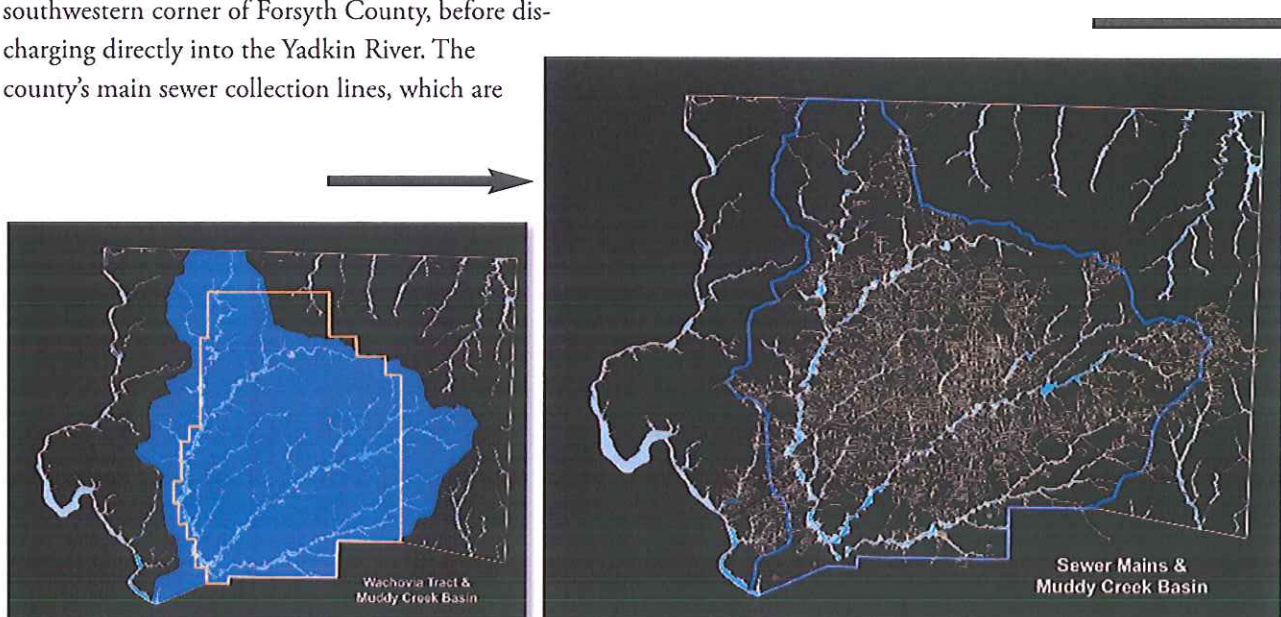 southwestern corner of Forsyth County, before dis-
charging directly into the Yadkin River. The
county's main sewer collection lines, which are
Wachovia Tract &
Muddy Creek Basin
Sewer Mains &
Muddy Creek Basin